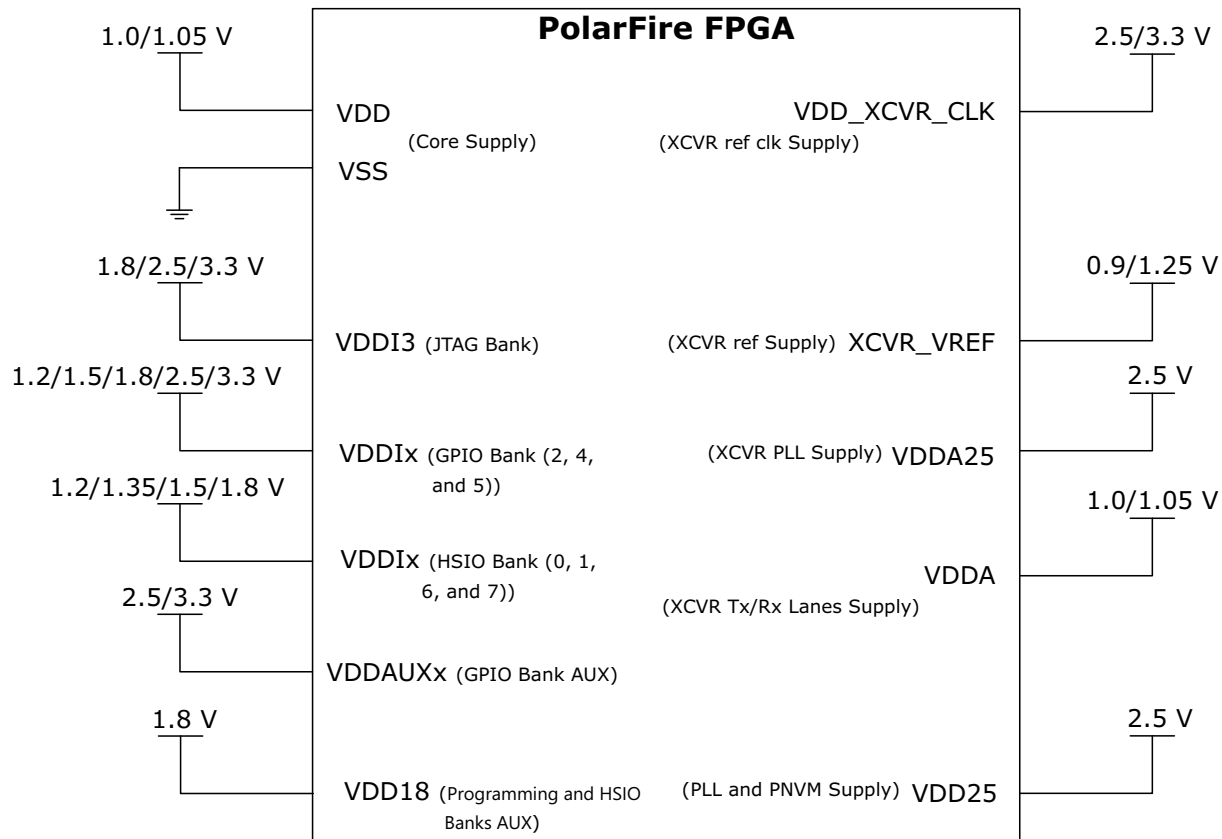 PolarFire FPGA
1.0/1.05 V
VDD
(Core Supply)
VSS
1.8/2.5/3.3 V
VDDI3 (JTAG Bank)
1.2/1.5/1.8/2.5/3.3 V
VDDIx (GPIO Bank (2, 4,
and 5))
1.2/1.35/1.5/1.8 V
VDDIx (HSIO Bank (0, 1,
6, and 7))
2.5/3.3 V
VDDAUXx (GPIO Bank AUX)
1.8 V
VDD18 (Programming and HSIO
Banks AUX)
2.5/3.3 V
VDD_XCVR_CLK
(XCVR ref clk Supply)
0.9/1.25 V
(XCVR ref Supply) XCVR_VREF
2.5 V
(XCVR PLL Supply) VDDA25
1.0/1.05 V
VDDA
(XCVR Tx/Rx Lanes Supply)
2.5 V
(PLL and PNVM Supply) VDD25